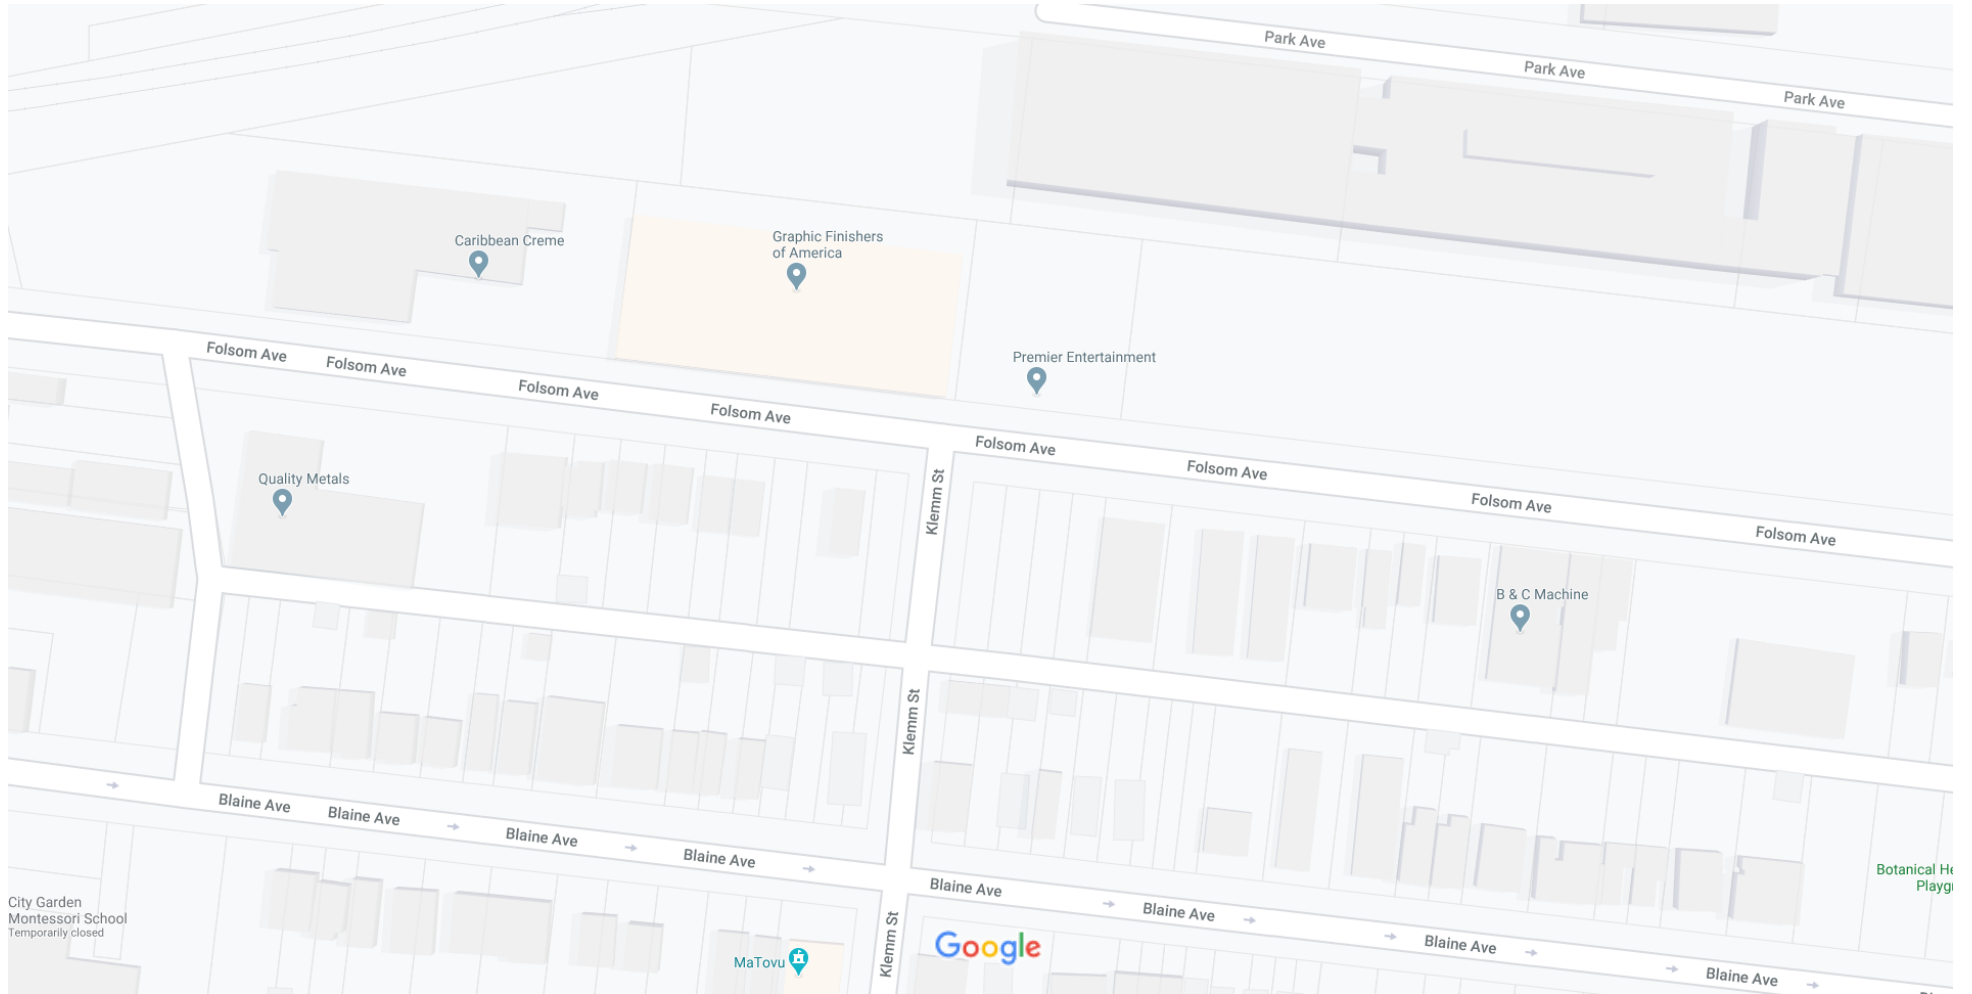 Park Ave
Park Ave
Park Ave
Caribbean Creme
Graphic Finishers
of America
Premier Entertainment
Folsom Ave
Folsom Ave
Folsom Ave
Folsom Ave
Folsom Ave
Folsom Ave
Folsom Ave
Folsom Ave
Quality Metals
Klemm St
B & C Machine
Klemm St
Blaine Ave
Blaine Ave
Blaine Ave
Blaine Ave
Blaine Ave
Blaine Ave
Blaine Ave
Blaine Ave
Botanical He
Playgr
City Garden
Montessori School
Temporarily closed
Klemm St
Google
MaTovu